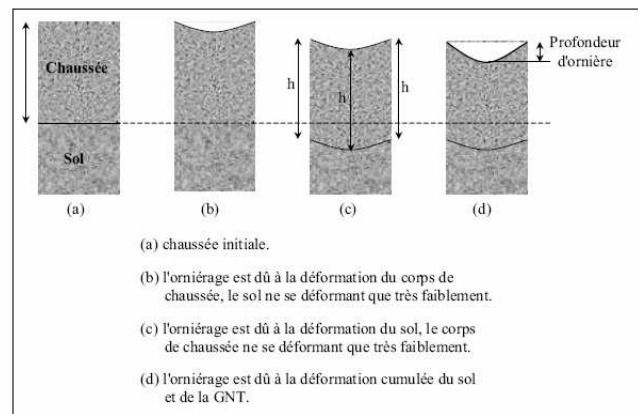 Chaussée
Sol
h
h
h
Profondeur
d'ornière
(a)
(b)
(c)
(d)
(a) chaussée initiale.
(b) l'orniérage est dû à la déformation du corps de
chaussée, le sol ne se déformant que très faiblement.
(c) l'orniérage est dû à la déformation du sol, le corps
de chaussée ne se déformant que très faiblement.
(d) l'orniérage est dû à la déformation cumulée du sol
et de la GNT.